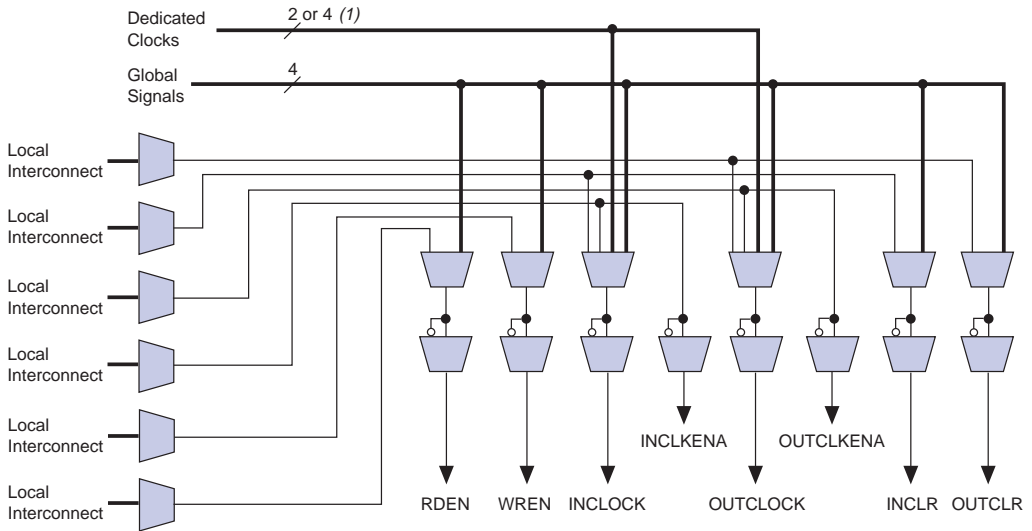 Dedicated
Clocks
2 or 4 (1)
Global
Signals
4
Local
Interconnect
Local
Interconnect
Local
Interconnect
Local
Interconnect
Local
Interconnect
Local
Interconnect
INCLKENA
OUTCLKENA
RDEN
WREN
INCLOCK
OUTCLOCK
INCLR
OUTCLR